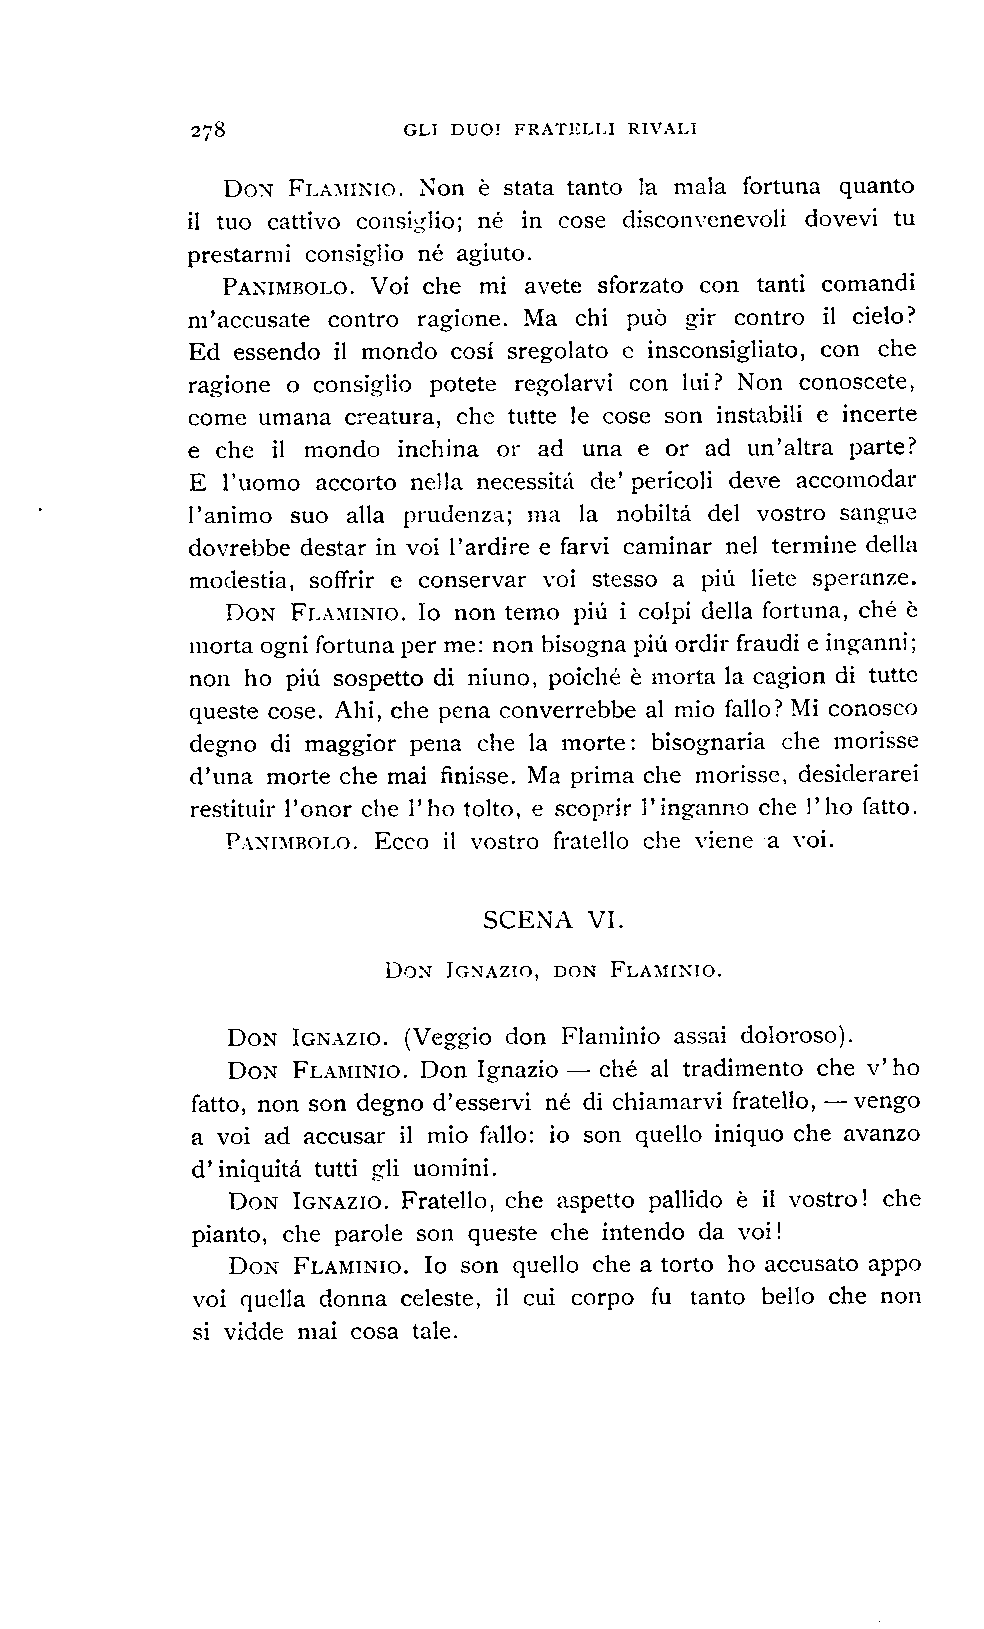 278 GLI DUOI FRATELLI RIVALI
DON FLAMINIO. Non è stata tanto la mala fortuna quanto
il tuo cattivo consiglio; né in cose disconvenevoli dovevi tu
prestarmi consiglio né agiuto.
PANIMBOLO. Voi che mi avete sforzato con tanti comandi
m'accusate contro ragione. Ma chi può gir contro il cielo?
Ed essendo il mondo cosí sregolato e insconsigliato, con che
ragione o consiglio potete regolarvi con lui? Non conoscete,
come umana creatura, che tutte le cose son instabili e incerte
e che il mondo inchina or ad una e or ad un'altra parte?
E l'uomo accorto nella necessitá de' pericoli deve accomodar
l'animo suo alla prudenza; ma la nobiltá del vostro sangue
dovrebbe destar in voi l'ardire e farvi caminar nel termine della
modestia, soffrir e conservar voi stesso a piú liete speranze.
DON FLAMINIO. Io non temo piú i colpi della fortuna, ché è
morta ogni fortuna per me: non bisogna piú ordir fraudi e inganni;
non ho piú sospetto di niuno, poiché è morta la cagion di tutte
queste cose. Ahi, che pena converrebbe al mio fallo? Mi conosco
degno di maggior pena che la morte: bisognaria che morisse
d'una morte che mai finisse. Ma prima che morisse, desiderarei
restituir l'onor che l'ho tolto, e scoprir l'inganno che l'ho fatto.
PANIMBOLO. Ecco il vostro fratello che viene a voi.
SCENA VI.
DON IGNAZIO, DON FLAMINIO.
DON IGNAZIO. (Veggio don Flaminio assai doloroso).
DON FLAMINIO. Don Ignazio — ché al tradimento che v'ho
fatto, non son degno d'esservi né di chiamarvi fratello, — vengo
a voi ad accusar il mio fallo: io son quello iniquo che avanzo
d'iniquitá tutti gli uomini.
DON IGNAZIO. Fratello, che aspetto pallido è il vostro! che
pianto, che parole son queste che intendo da voi!
DON FLAMINIO. Io son quello che a torto ho accusato appo
voi quella donna celeste, il cui corpo fu tanto bello che non
si vidde mai cosa tale.